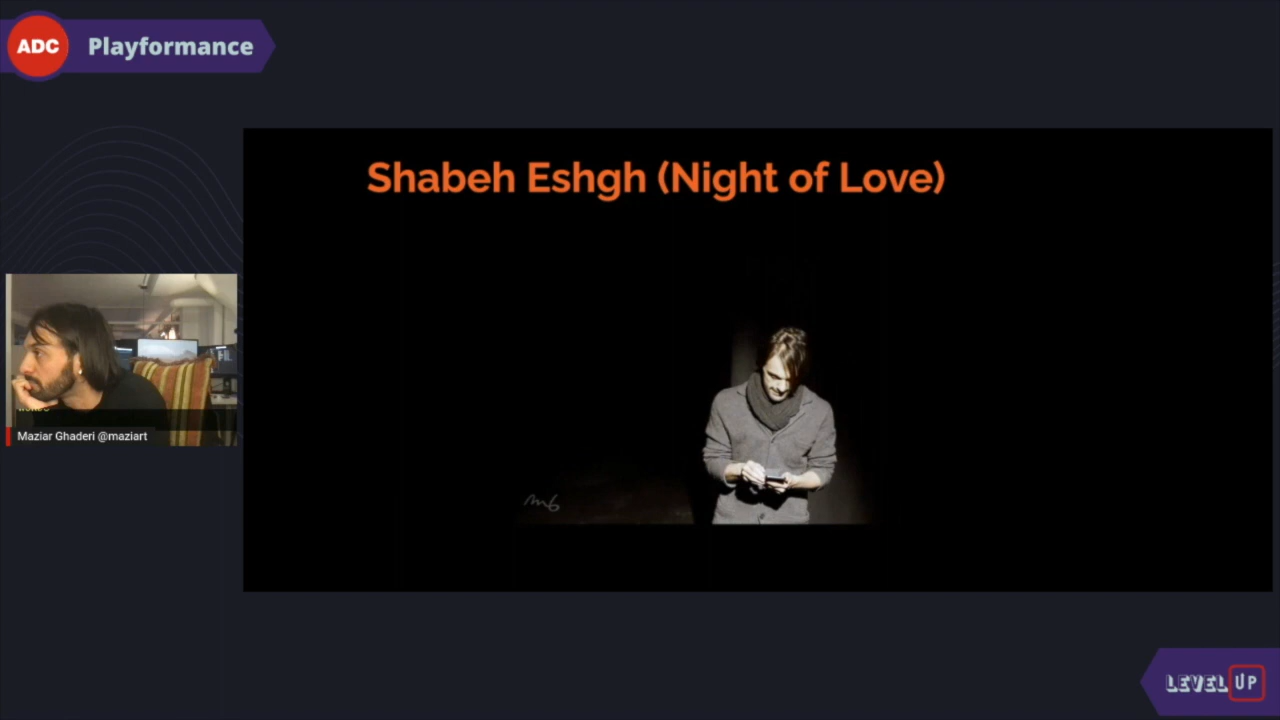 ADC
Playformance
Shabeh Eshgh (Night of Love)
Maziar Ghaderi @maziart
LEVEL UP